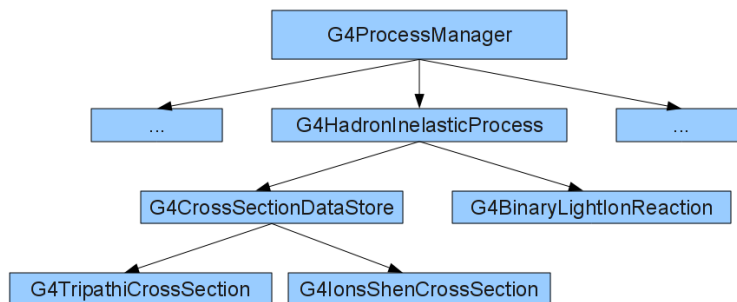 G4ProcessManager
...
G4HadronInelasticProcess
...
G4CrossSectionDataStore
G4BinaryLightIonReaction
G4TripathiCrossSection
G4IonsShenCrossSection